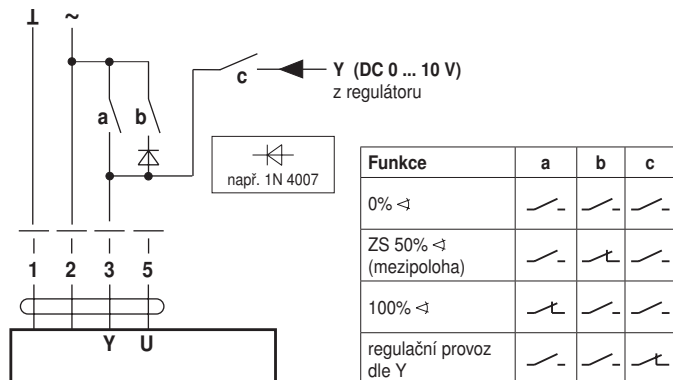 ⊥ ~
Y (DC 0 ... 10 V)
z regulátoru
c
a b
např. 1N 4007
1 2 3 5
Y U
Funkce a b c
0% ∢
ZS 50% ∢
(mezipoloha)
100% ∢
regulační provoz
dle Y